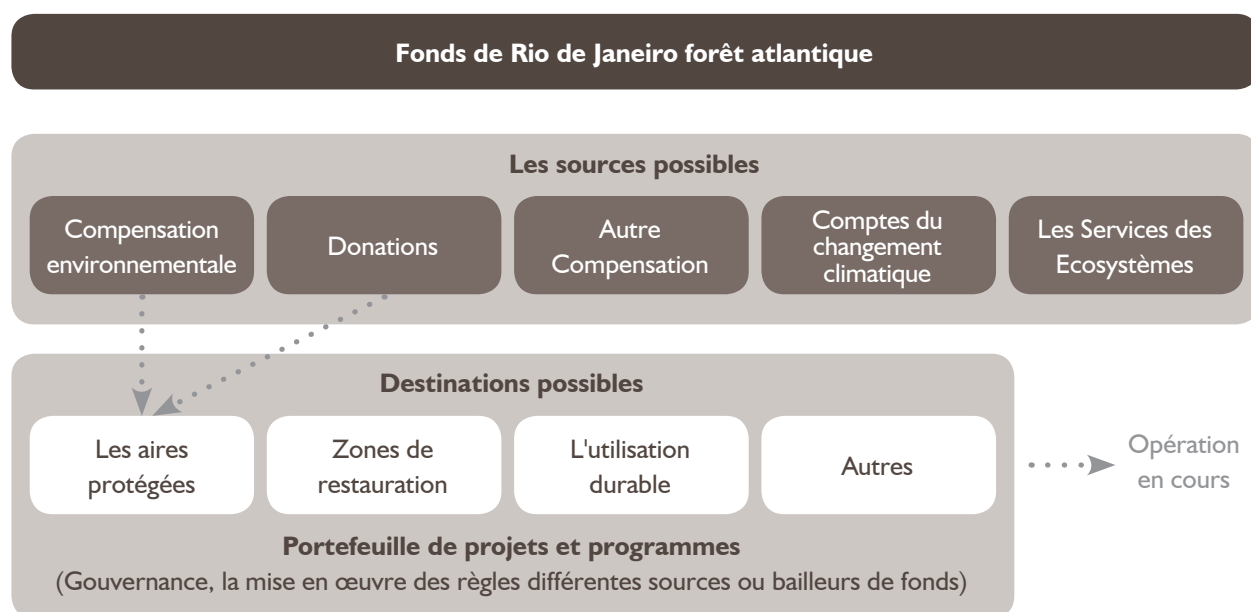 Fonds de Rio de Janeiro forêt atlantique
Les sources possibles
Compensation
environnementale
Donations
Autre
Compensation
Comptes du
changement
climatique
Les Services des
Ecosystèmes
Destinations possibles
Les aires
protégées
Zones de
restauration
L'utilisation
durable
Autres
Opération
en cours
Portefeuille de projets et programmes
(Gouvernance, la mise en œuvre des règles différentes sources ou bailleurs de fonds)